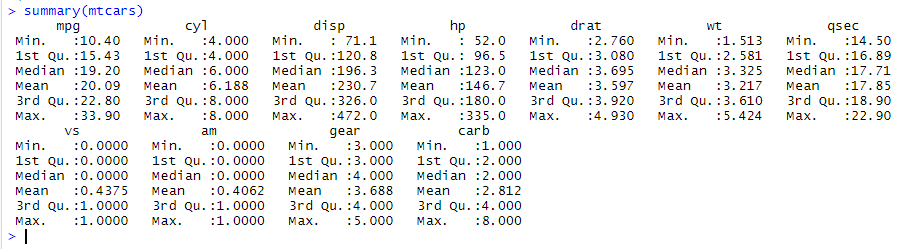 > summary(mtcars)
      mpg             cyl             disp             hp             drat             wt             qsec      
 Min.   :10.40   Min.   :4.000   Min.   : 71.1   Min.   : 52.0   Min.   :2.760   Min.   :1.513   Min.   :14.50  
 1st Qu.:15.43   1st Qu.:4.000   1st Qu.:120.8   1st Qu.: 96.5   1st Qu.:3.080   1st Qu.:2.581   1st Qu.:16.89  
 Median :19.20   Median :6.000   Median :196.3   Median :123.0   Median :3.695   Median :3.325   Median :17.71  
 Mean   :20.09   Mean   :6.188   Mean   :230.7   Mean   :146.7   Mean   :3.597   Mean   :3.217   Mean   :17.85  
 3rd Qu.:22.80   3rd Qu.:8.000   3rd Qu.:326.0   3rd Qu.:180.0   3rd Qu.:3.920   3rd Qu.:3.610   3rd Qu.:18.90  
 Max.   :33.90   Max.   :8.000   Max.   :472.0   Max.   :335.0   Max.   :4.930   Max.   :5.424   Max.   :22.90  
       vs               am              gear            carb      
 Min.   :0.0000   Min.   :0.0000   Min.   :3.000   Min.   :1.000  
 1st Qu.:0.0000   1st Qu.:0.0000   1st Qu.:3.000   1st Qu.:2.000  
 Median :0.0000   Median :0.0000   Median :4.000   Median :2.000  
 Mean   :0.4375   Mean   :0.4062   Mean   :3.688   Mean   :2.812  
 3rd Qu.:1.0000   3rd Qu.:1.0000   3rd Qu.:4.000   3rd Qu.:4.000  
 Max.   :1.0000   Max.   :1.0000   Max.   :5.000   Max.   :8.000  
>